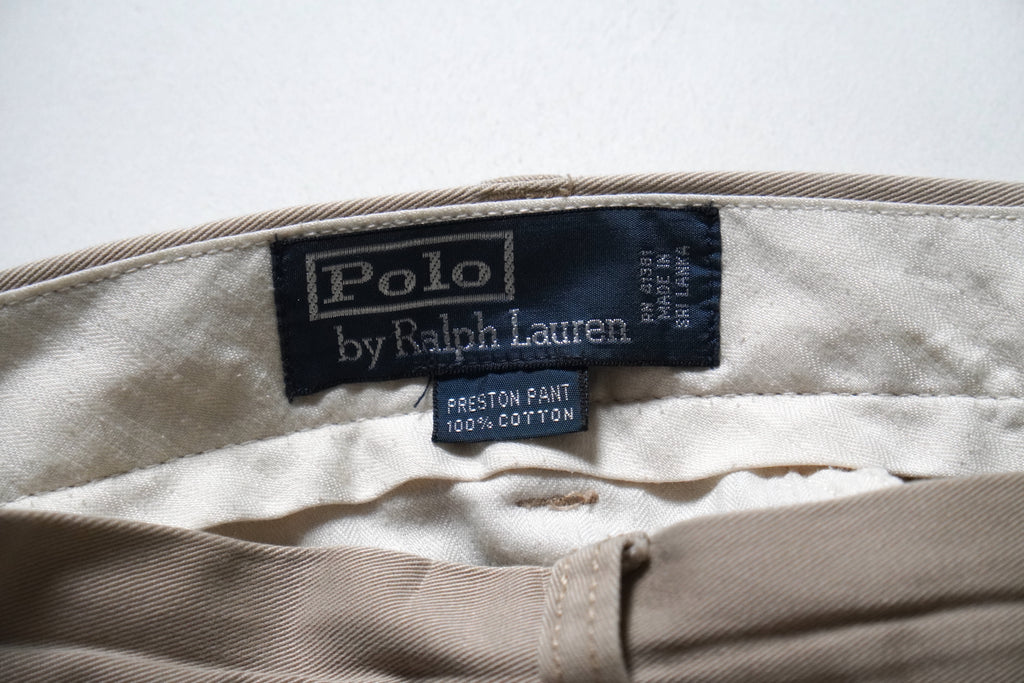 Polo
by Ralph Lauren
RN 41381
MADE IN
SRI LANKA
PRESTON PANT
100% COTTON